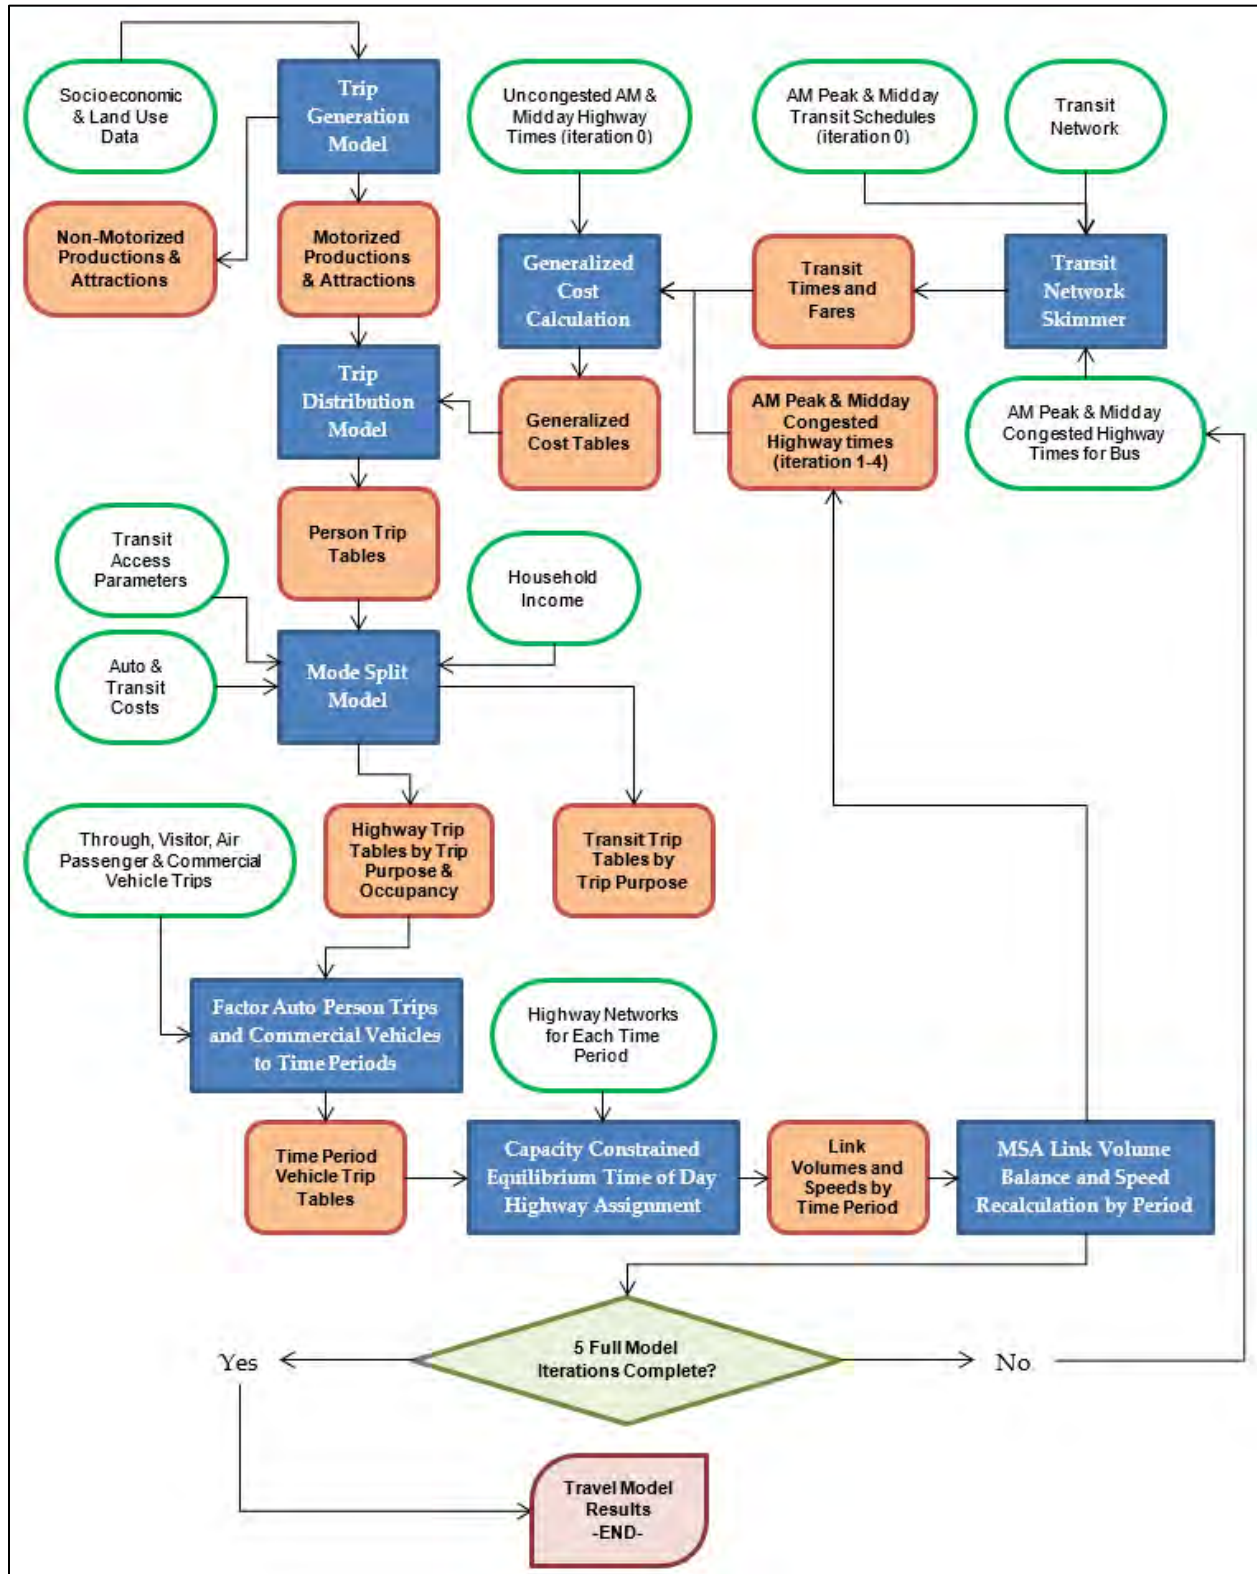 Socioeconomic
& Land Use
Data
Trip
Generation
Model
Uncongested AM &
Midday Highway
Times (iteration 0)
AM Peak & Midday
Transit Schedules
(iteration 0)
Transit
Network
Non-Motorized
Productions &
Attractions
Motorized
Productions
& Attractions
Generalized
Cost
Calculation
Transit
Times and
Fares
Transit
Network
Skimmer
Trip
Distribution
Model
Generalized
Cost Tables
AM Peak & Midday
Congested
Highway times
(iteration 1-4)
AM Peak & Midday
Congested Highway
Times for Bus
Transit
Access
Parameters
Person Trip
Tables
Household
Income
Auto &
Transit
Costs
Mode Split
Model
Through, Visitor, Air
Passenger & Commercial
Vehicle Trips
Highway Trip
Tables by Trip
Purpose &
Occupancy
Transit Trip
Tables by
Trip Purpose
Factor Auto Person Trips
and Commercial Vehicles
to Time Periods
Highway Networks
for Each Time
Period
Time Period
Vehicle Trip
Tables
Capacity Constrained
Equilibrium Time of Day
Highway Assignment
Link
Volumes and
Speeds by
Time Period
MSA Link Volume
Balance and Speed
Recalculation by Period
Yes
5 Full Model
Iterations Complete?
No
Travel Model
Results
-END-